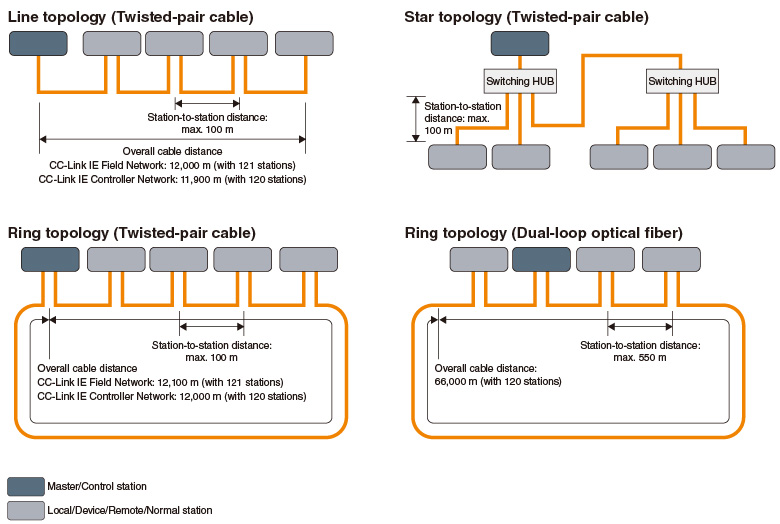 Line topology (Twisted-pair cable)
Station-to-station distance:
max. 100 m
Overall cable distance
CC-Link IE Field Network: 12,000 m (with 121 stations)
CC-Link IE Controller Network: 11,900 m (with 120 stations)
Star topology (Twisted-pair cable)
Switching HUB
Switching HUB
Station-to-station
distance: max.
100 m
Ring topology (Twisted-pair cable)
Station-to-station distance:
max. 100 m
Overall cable distance
CC-Link IE Field Network: 12,100 m (with 121 stations)
CC-Link IE Controller Network: 12,000 m (with 120 stations)
Ring topology (Dual-loop optical fiber)
Station-to-station distance:
max. 550 m
Overall cable distance:
66,000 m (with 120 stations)
Master/Control station
Local/Device/Remote/Normal station